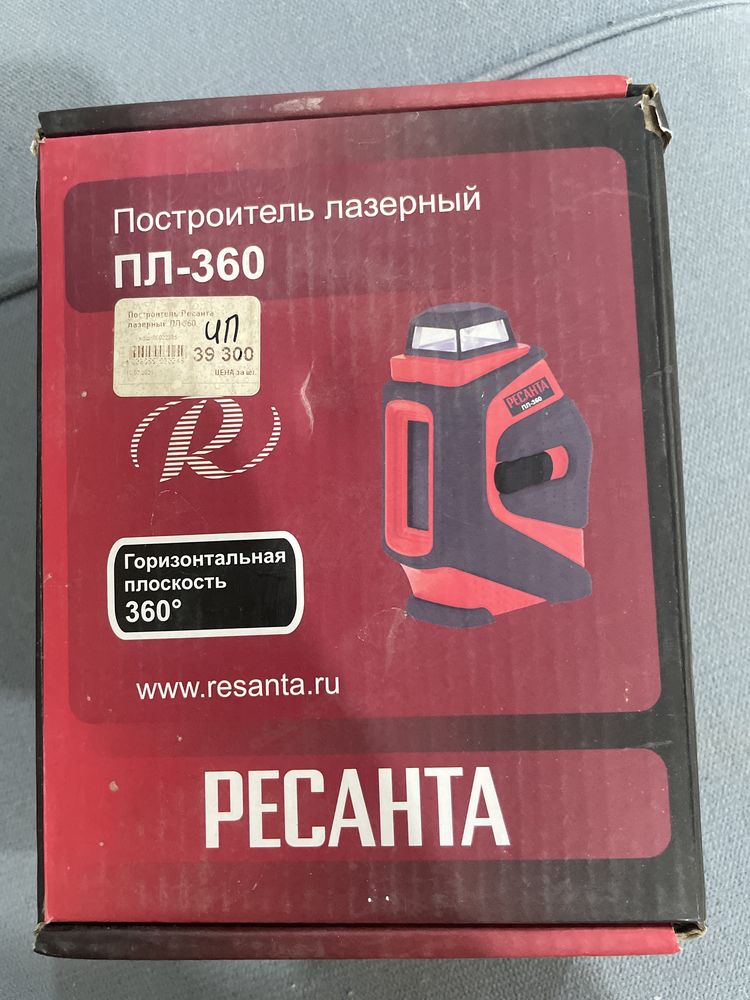 Построитель лазерный
ПЛ-360
Построитель Ресанта
лазерный ПЛ-360
ИП
39 300
ЦЕНА за шт.
R
РЕСАНТА
ПЛ-360
Горизонтальная
плоскость
360°
www.resanta.ru
РЕСАНТА